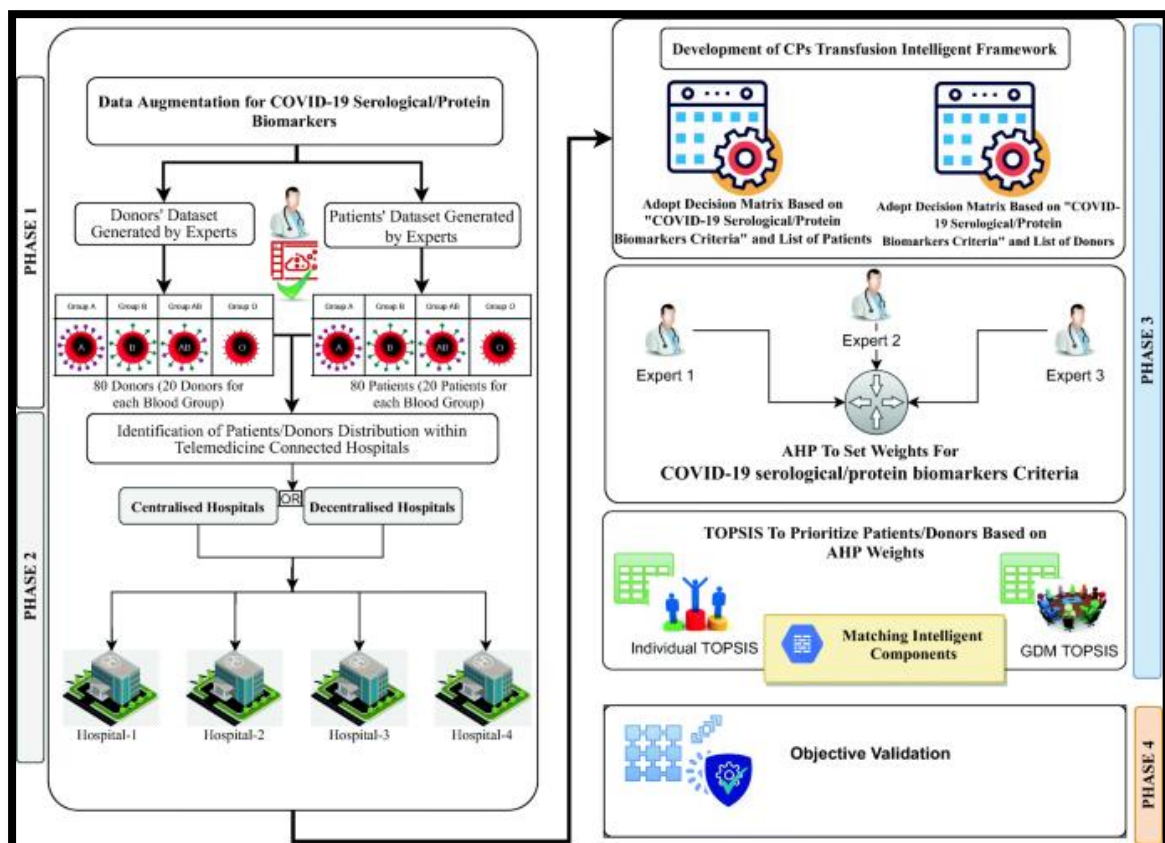 PHASE 1
Data Augmentation for COVID-19 Serological/Protein
Biomarkers
Donors' Dataset
Generated by Experts
Patients' Dataset Generated
by Experts
Group A
Group B
Group AB
Group O
A
B
AB
O
Group A
Group B
Group AB
Group O
A
B
AB
O
80 Donors (20 Donors for
each Blood Group)
80 Patients (20 Patients for
each Blood Group)
PHASE 2
Identification of Patients/Donors Distribution within
Telemedicine Connected Hospitals
Centralised Hospitals
OR
Decentralised Hospitals
Hospital-1
Hospital-2
Hospital-3
Hospital-4
PHASE 3
Development of CPs Transfusion Intelligent Framework
Adopt Decision Matrix Based on
"COVID-19 Serological/Protein
Biomarkers Criteria" and List of Patients
Adopt Decision Matrix Based on "COVID-
19 Serological/Protein
Biomarkers Criteria" and List of Donors
Expert 1
Expert 2
Expert 3
AHP To Set Weights For
COVID-19 serological/protein biomarkers Criteria
TOPSIS To Prioritize Patients/Donors Based on
AHP Weights
Individual TOPSIS
Matching Intelligent
Components
GDM TOPSIS
PHASE 4
Objective Validation